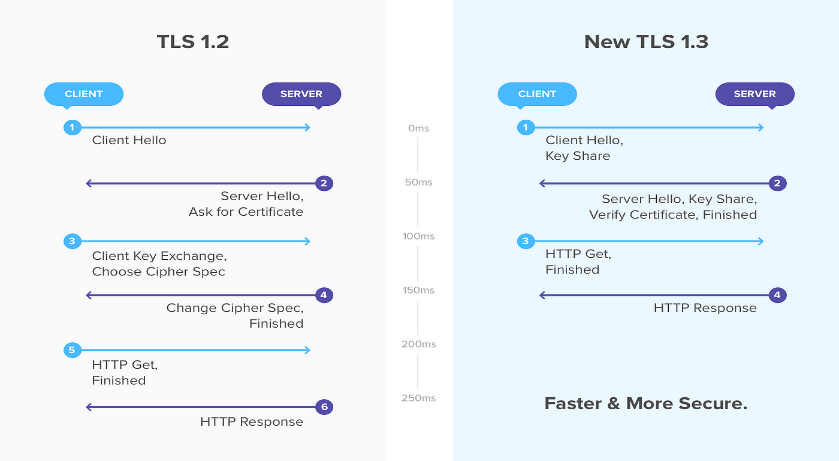 TLS 1.2
CLIENT
SERVER
1
Client Hello
2
Server Hello,
Ask for Certificate
3
Client Key Exchange,
Choose Cipher Spec
4
Change Cipher Spec,
Finished
5
HTTP Get,
Finished
6
HTTP Response
0ms
50ms
100ms
150ms
200ms
250ms
New TLS 1.3
CLIENT
SERVER
1
Client Hello,
Key Share
2
Server Hello, Key Share,
Verify Certificate, Finished
3
HTTP Get,
Finished
4
HTTP Response
Faster & More Secure.